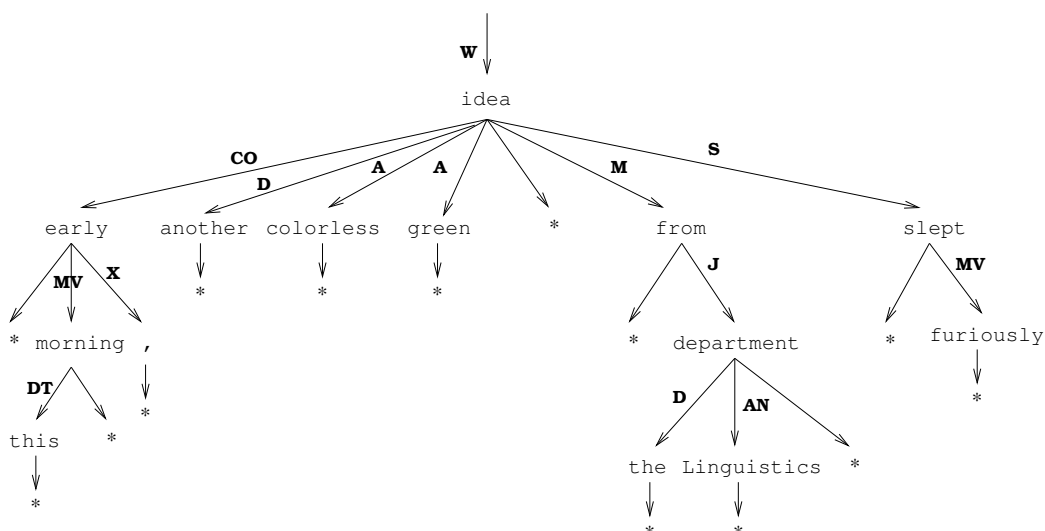 W
idea
CO D A A M S
early another colorless green * from slept
MV X * * * J MV
* morning , * department * furiously
DT * D AN *
this * the Linguistics *
* * *